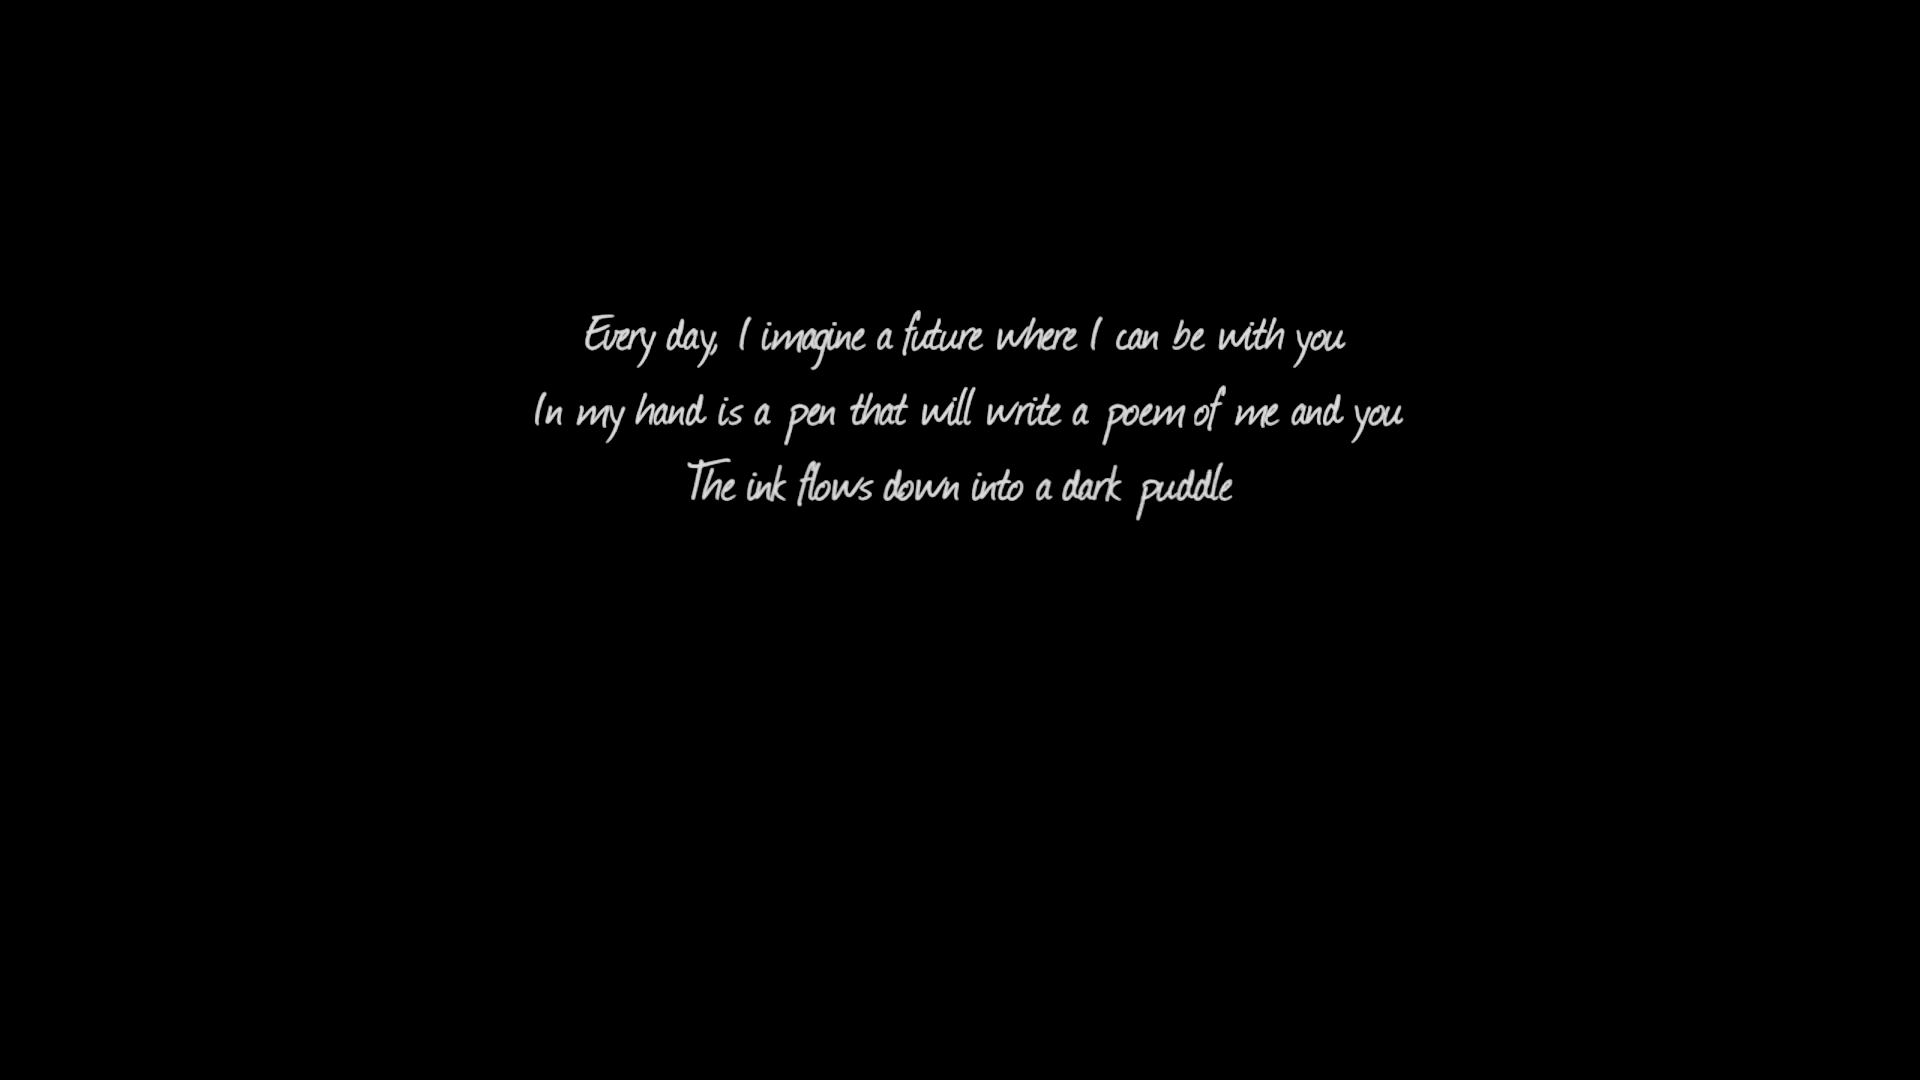 Every day, I imagine a future where I can be with you
In my hand is a pen that will write a poem of me and you
The ink flows down into a dark puddle